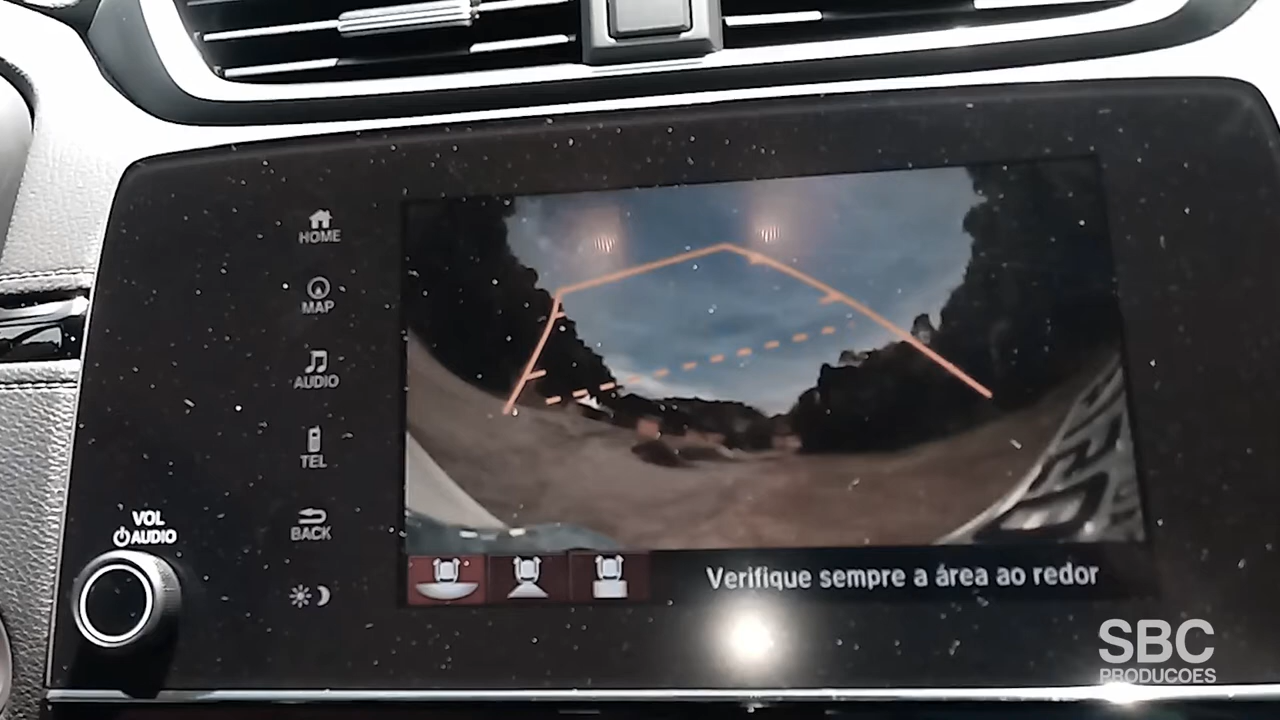 HOME
MAP
AUDIO
TEL
BACK
VOL
AUDIO
Verifique sempre a área ao redor
SBC
PRODUCOES